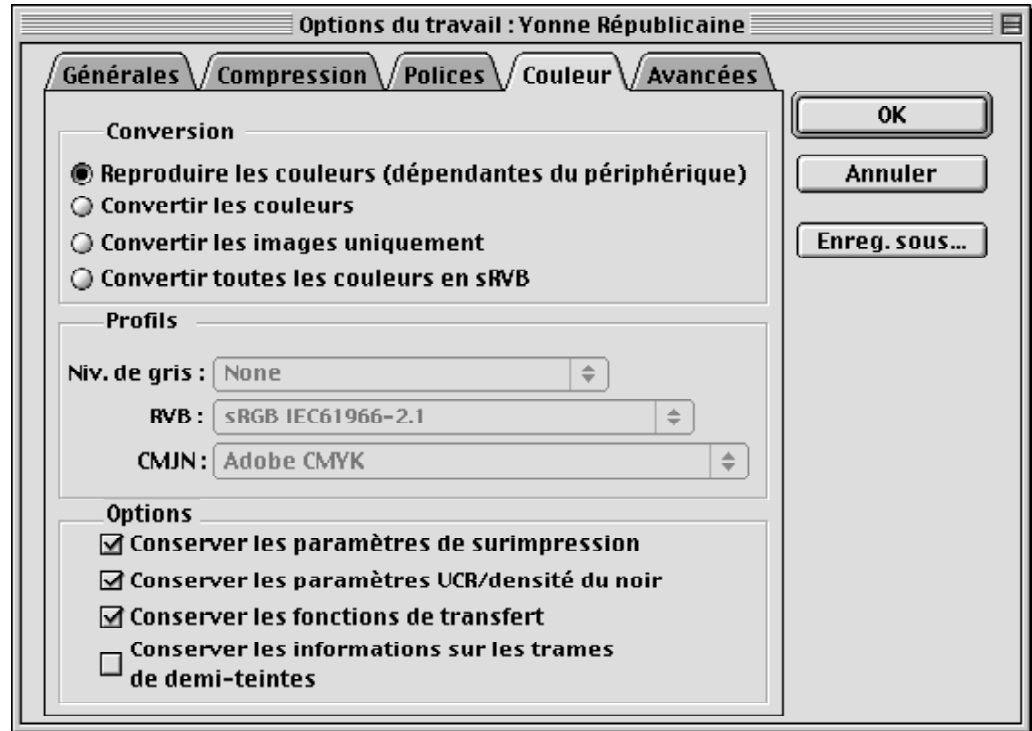 Options du travail : Yonne Républicaine
Générales Compression Polices Couleur Avancées
OK
Annuler
Enreg. sous...
Conversion
Reproduire les couleurs (dépendantes du périphérique)
Convertir les couleurs
Convertir les images uniquement
Convertir toutes les couleurs en sRVB
Profils
Niv. de gris : None
RVB : sRGB IEC61966-2.1
CMJN : Adobe CMYK
Options
Conserver les paramètres de surimpression
Conserver les paramètres UCR/densité du noir
Conserver les fonctions de transfert
Conserver les informations sur les trames
de demi-teintes